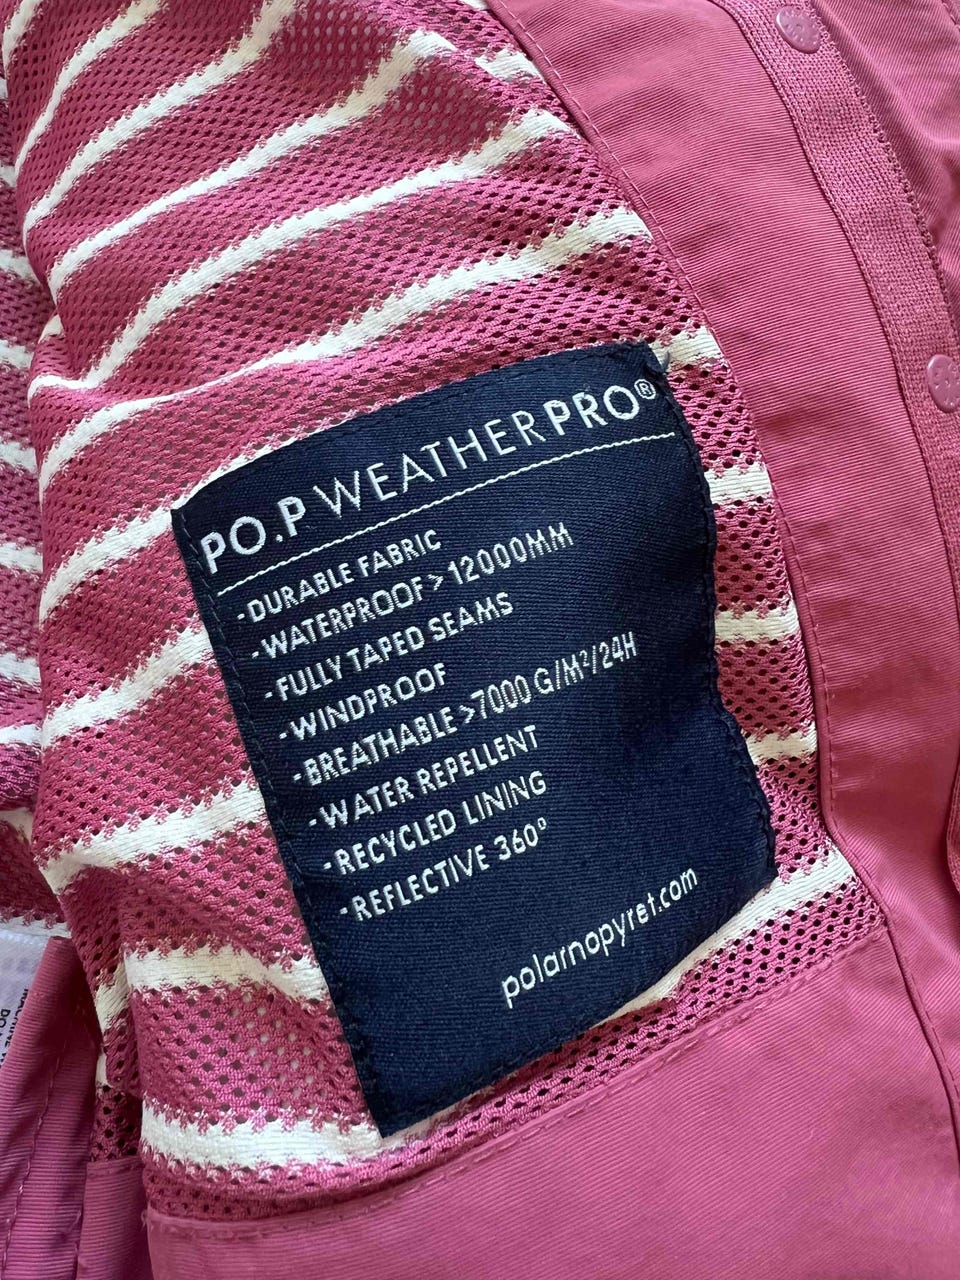 PO.P WEATHERPRO®
-DURABLE FABRIC
-WATERPROOF > 12000MM
-FULLY TAPED SEAMS
-WINDPROOF
-BREATHABLE >7000 G/M²/24H
-WATER REPELLENT
-RECYCLED LINING
-REFLECTIVE 360°
polarnopyret.com